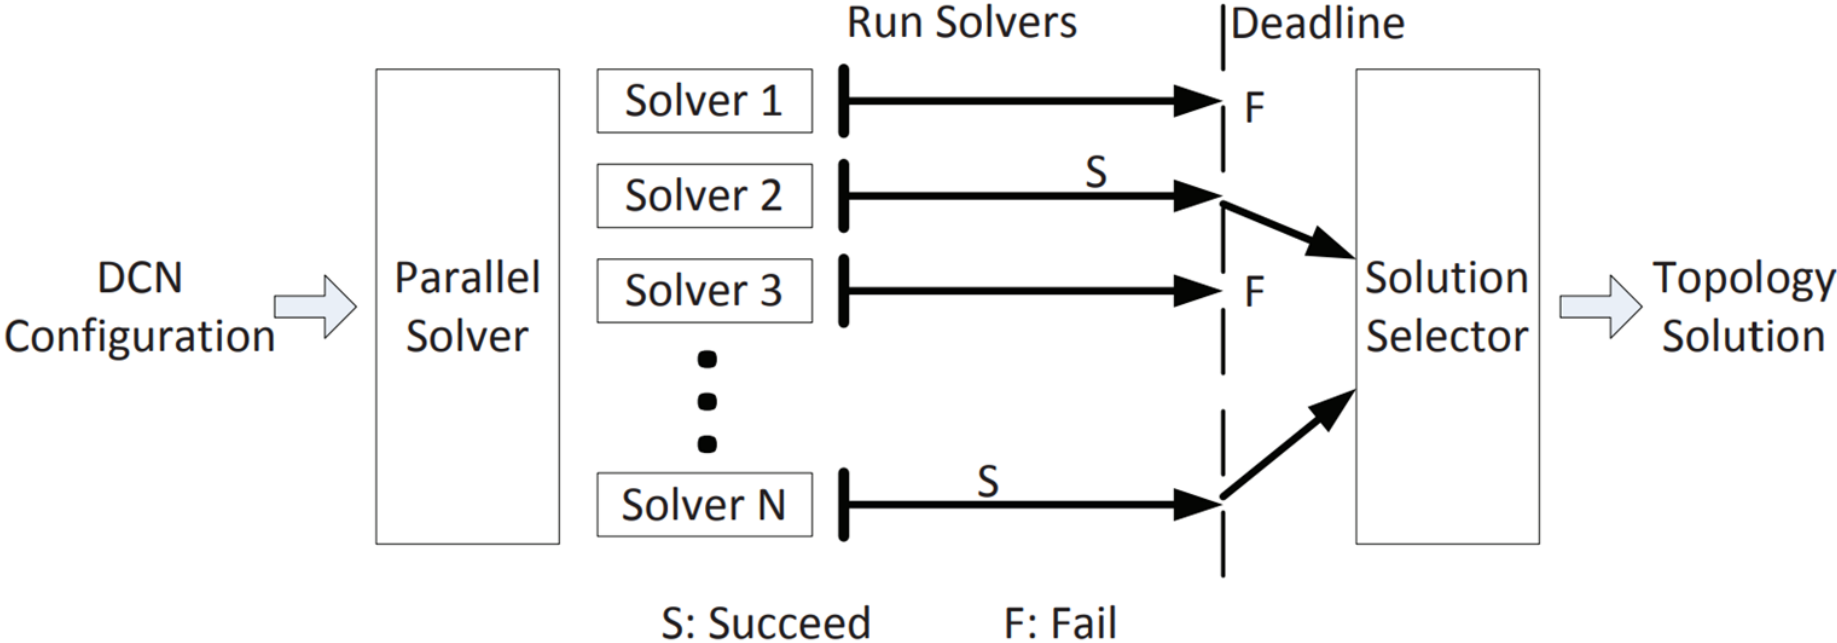 Run Solvers
Deadline
DCN
Configuration
Parallel
Solver
Solver 1
F
Solver 2
S
Solver 3
F
Solver N
S
Solution
Selector
Topology
Solution
S: Succeed
F: Fail